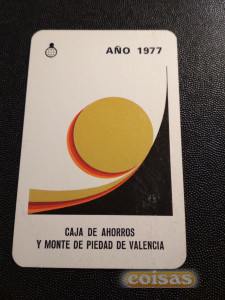 AÑO 1977
CAJA DE AHORROS
Y MONTE DE PIEDAD DE VALENCIA
coisas